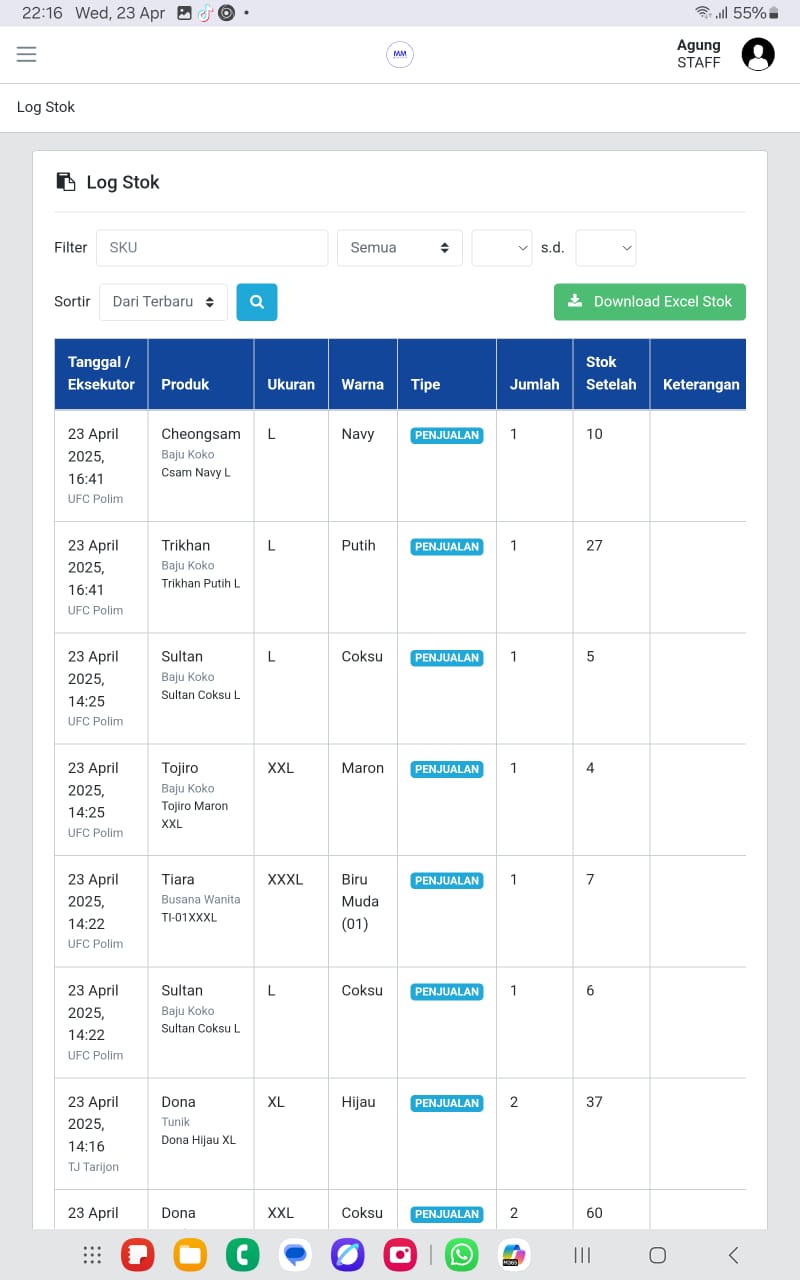 22:16 Wed, 23 Apr 55%
MM
Agung
STAFF
Log Stok
Log Stok
Filter SKU Semua s.d.
Sortir Dari Terbaru Download Excel Stok
Tanggal / Eksekutor Produk Ukuran Warna Tipe Jumlah Stok Setelah Keterangan
23 April 2025, 16:41 UFC Polim Cheongsam Baju Koko Csam Navy L L Navy PENJUALAN 1 10
23 April 2025, 16:41 UFC Polim Trikhan Baju Koko Trikhan Putih L L Putih PENJUALAN 1 27
23 April 2025, 14:25 UFC Polim Sultan Baju Koko Sultan Coksu L L Coksu PENJUALAN 1 5
23 April 2025, 14:25 UFC Polim Tojiro Baju Koko Tojiro Maron XXL XXL Maron PENJUALAN 1 4
23 April 2025, 14:22 UFC Polim Tiara Busana Wanita TI-01XXXL XXXL Biru Muda (01) PENJUALAN 1 7
23 April 2025, 14:22 UFC Polim Sultan Baju Koko Sultan Coksu L L Coksu PENJUALAN 1 6
23 April 2025, 14:16 TJ Tarijon Dona Tunik Dona Hijau XL XL Hijau PENJUALAN 2 37
23 April Dona XXL Coksu PENJUALAN 2 60
M365